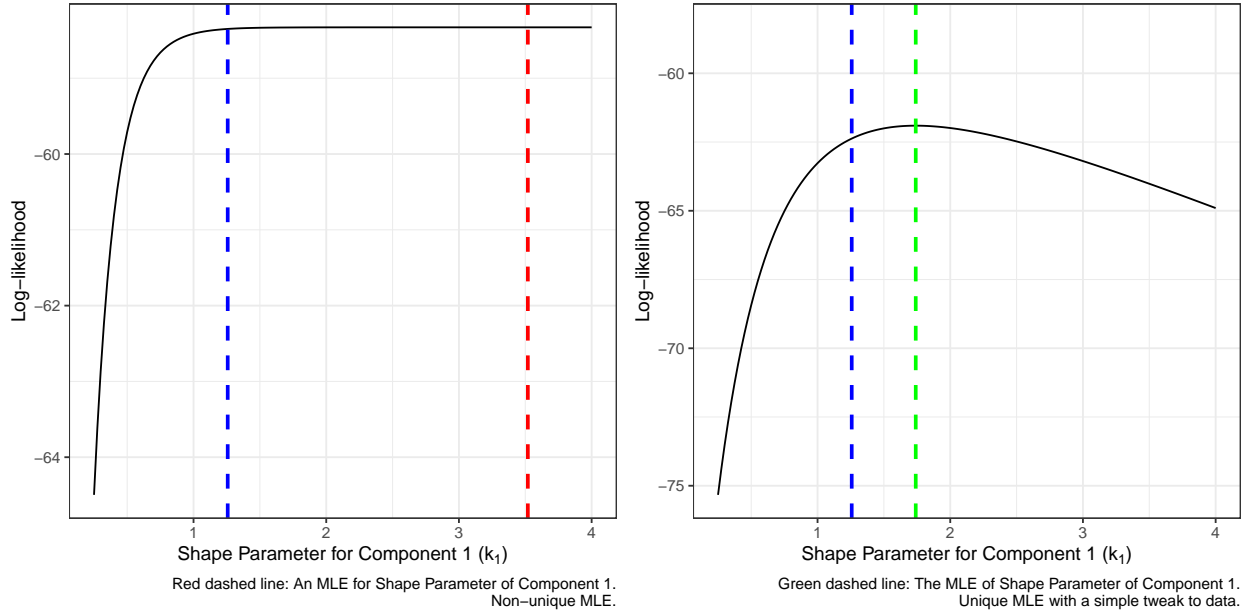 −60
−62
−64
Log−likelihood
1
2
3
4
Shape Parameter for Component 1 (k₁)
Red dashed line: An MLE for Shape Parameter of Component 1.
Non−unique MLE.
−60
−65
−70
−75
Log−likelihood
1
2
3
4
Shape Parameter for Component 1 (k₁)
Green dashed line: The MLE of Shape Parameter of Component 1.
Unique MLE with a simple tweak to data.